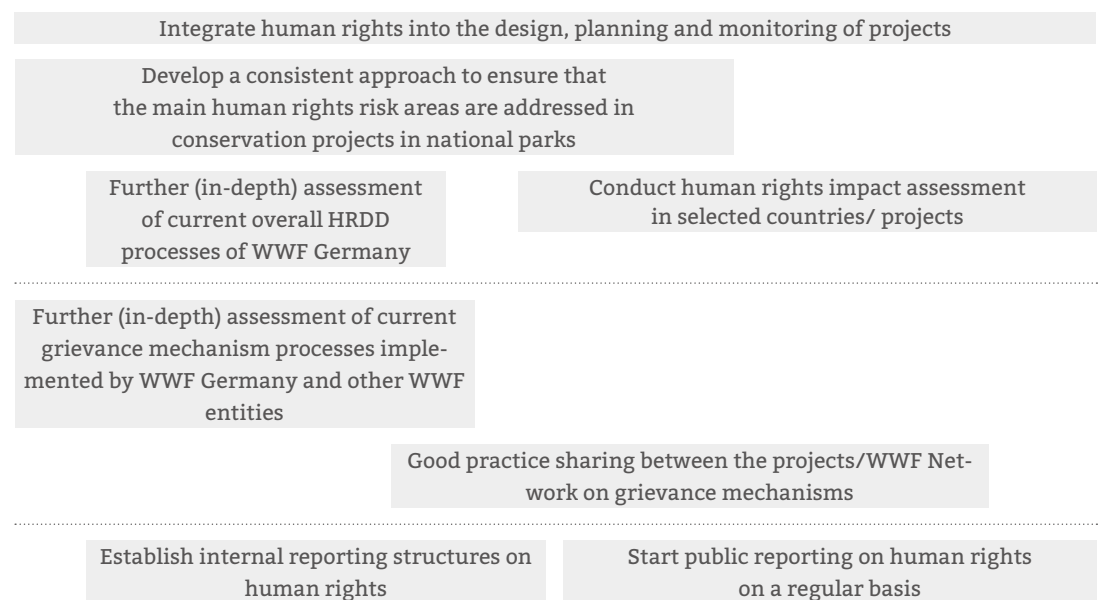 Integrate human rights into the design, planning and monitoring of projects
Develop a consistent approach to ensure that
the main human rights risk areas are addressed in
conservation projects in national parks
Further (in-depth) assessment
of current overall HRDD
processes of WWF Germany
Conduct human rights impact assessment
in selected countries/ projects
Further (in-depth) assessment of current
grievance mechanism processes imple-
mented by WWF Germany and other WWF
entities
Good practice sharing between the projects/WWF Net-
work on grievance mechanisms
Establish internal reporting structures on
human rights
Start public reporting on human rights
on a regular basis